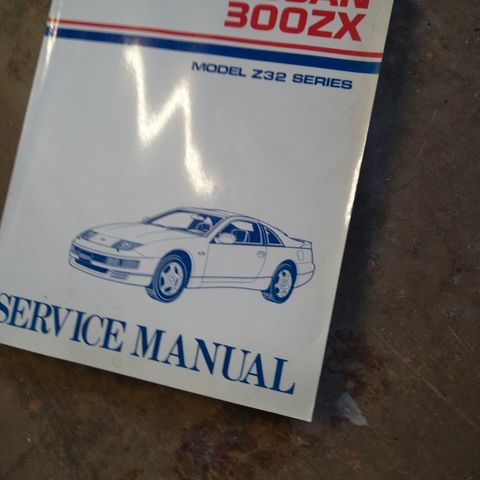 300ZX
MODEL Z32 SERIES
SERVICE MANUAL